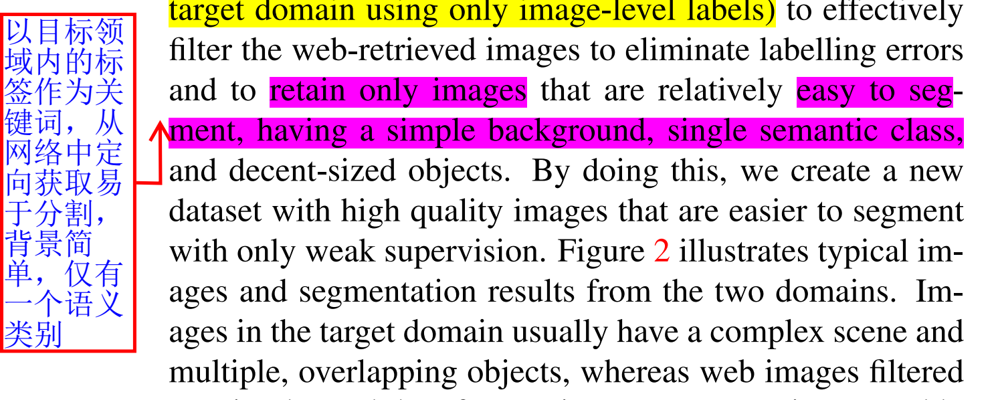 以目标领
域内的标
签作为关
键词，从
网络中定
向获取易
于分割，
背景简
单，仅有
一个语义
类别
target domain using only image-level labels) to effectively
filter the web-retrieved images to eliminate labelling errors
and to retain only images that are relatively easy to seg-
ment, having a simple background, single semantic class,
and decent-sized objects. By doing this, we create a new
dataset with high quality images that are easier to segment
with only weak supervision. Figure 2 illustrates typical im-
ages and segmentation results from the two domains. Im-
ages in the target domain usually have a complex scene and
multiple, overlapping objects, whereas web images filtered